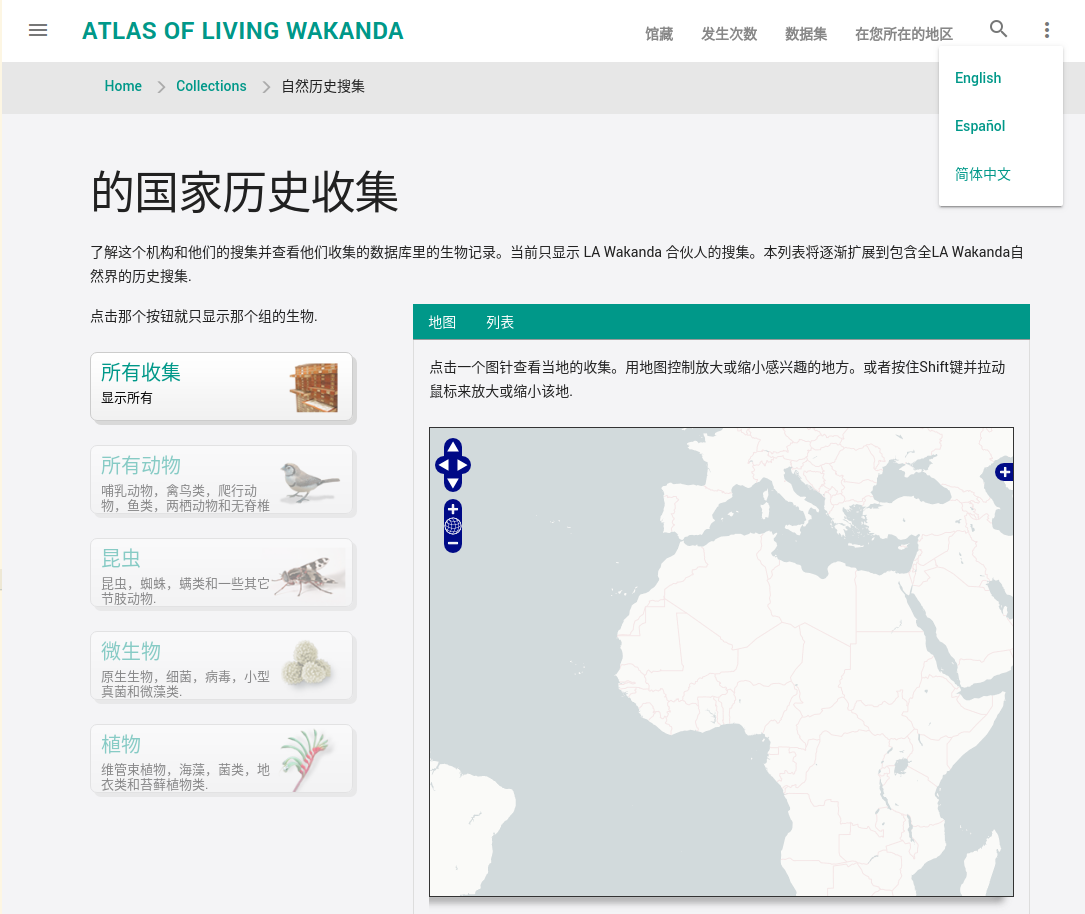 ATLAS OF LIVING WAKANDA
馆藏 发生次数 数据集 在您所在的地区
English
Español
简体中文
Home Collections 自然历史搜集
的国家历史收集
了解这个机构和他们的搜集并查看他们收集的数据库里的生物记录。当前只显示 LA Wakanda 合伙人的搜集。本列表将逐渐扩展到包含全LA Wakanda自
然界的历史搜集.
点击那个按钮就只显示那个组的生物.
所有收集
显示所有
所有动物
哺乳动物，禽鸟类，爬行动
物，鱼类，两栖动物和无脊椎
昆虫
昆虫，蜘蛛，螨类和一些其它
节肢动物.
微生物
原生生物，细菌，病毒，小型
真菌和微藻类.
植物
维管束植物，海藻，菌类，地
衣类和苔藓植物类.
地图 列表
点击一个图针查看当地的收集。用地图控制放大或缩小感兴趣的地方。或者按住Shift键并拉动
鼠标来放大或缩小该地.